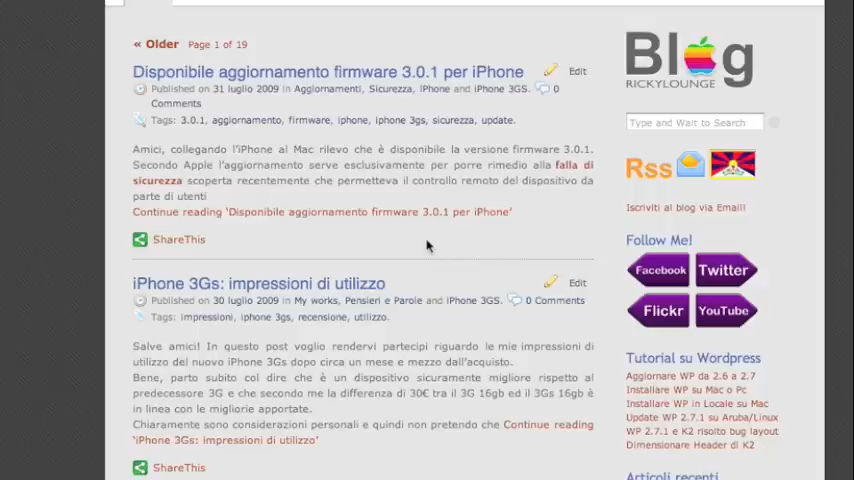 « Older Page 1 of 19
Disponibile aggiornamento firmware 3.0.1 per iPhone Edit
Published on 31 luglio 2009 in Aggiornamenti, Sicurezza, iPhone and iPhone 3GS. 0
Comments
Tags: 3.0.1, aggiornamento, firmware, iphone, iphone 3gs, sicurezza, update.
Amici, collegando l'iPhone al Mac rilevo che è disponibile la versione firmware 3.0.1.
Secondo Apple l'aggiornamento serve esclusivamente per porre rimedio alla falla di
sicurezza scoperta recentemente che permetteva il controllo remoto del dispositivo da
parte di utenti
Continue reading 'Disponibile aggiornamento firmware 3.0.1 per iPhone'
ShareThis
iPhone 3Gs: impressioni di utilizzo Edit
Published on 30 luglio 2009 in My works, Pensieri e Parole and iPhone 3GS. 0 Comments
Tags: impressioni, iphone 3gs, recensione, utilizzo.
Salve amici! In questo post voglio rendervi partecipi riguardo le mie impressioni di
utilizzo del nuovo iPhone 3Gs dopo circa un mese e mezzo dall'acquisto.
Bene, parto subito col dire che è un dispositivo sicuramente migliore rispetto al
predecessore 3G e che secondo me la differenza di 30€ tra il 3G 16gb ed il 3Gs 16gb è
in linea con le migliorie apportate.
Chiaramente sono considerazioni personali e quindi non pretendo che Continue reading
'iPhone 3Gs: impressioni di utilizzo'
ShareThis
Blog
RICKYLOUNGE
Type and Wait to Search
Rss
Iscriviti al blog via Email!
Follow Me!
Facebook Twitter
Flickr YouTube
Tutorial su Wordpress
Aggiornare WP da 2.6 a 2.7
Installare WP su Mac o Pc
Installare WP in Locale su Mac
Update WP 2.7.1 su Aruba/Linux
WP 2.7.1 e K2 risolto bug layout
Dimensionare Header di K2
Articoli recenti